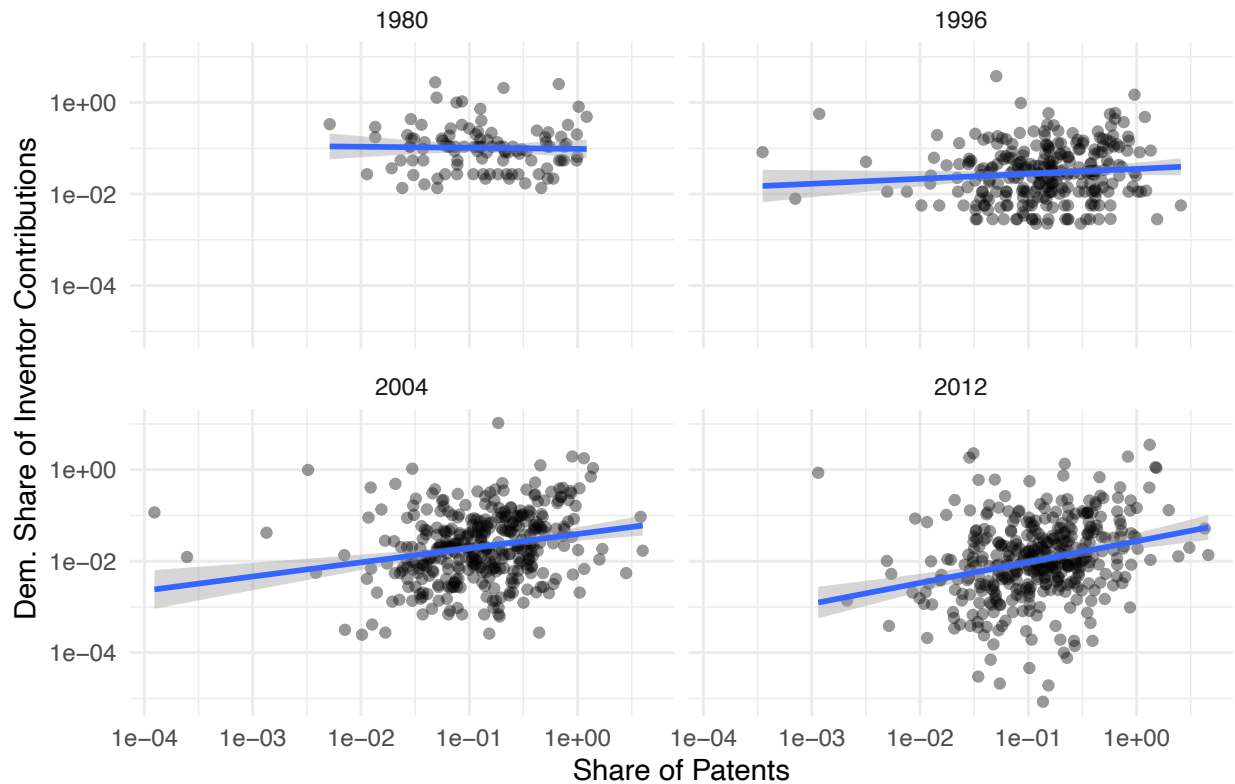 1980
1996
1e+00
1e-02
1e-04
Dem. Share of Inventor Contributions
2004
2012
1e+00
1e-02
1e-04
1e-04
1e-03
1e-02
1e-01
1e+00
1e-04
1e-03
1e-02
1e-01
1e+00
Share of Patents